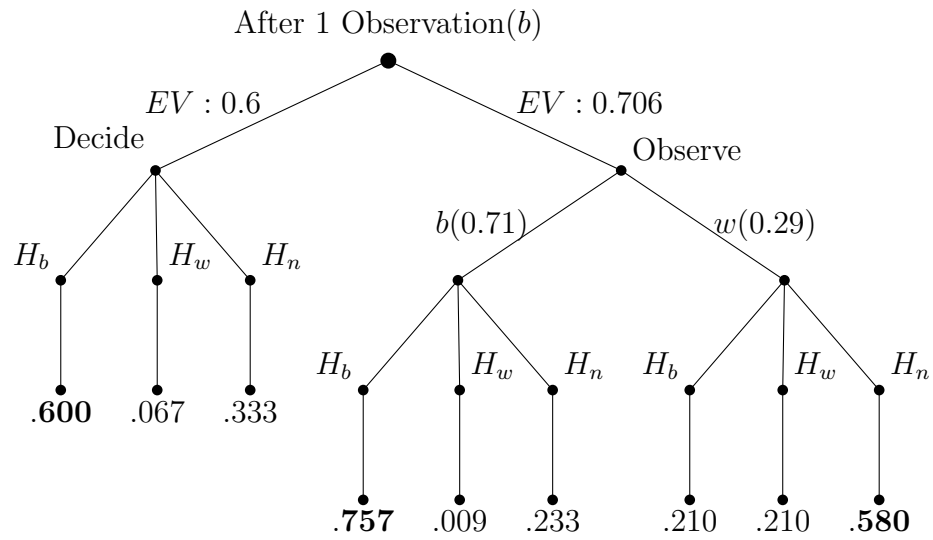 After 1 Observation(b)
EV : 0.6
EV : 0.706
Decide
Observe
b(0.71)
w(0.29)
H_b
H_w
H_n
H_b
H_w
H_n
H_b
H_w
H_n
.600
.067
.333
.757
.009
.233
.210
.210
.580